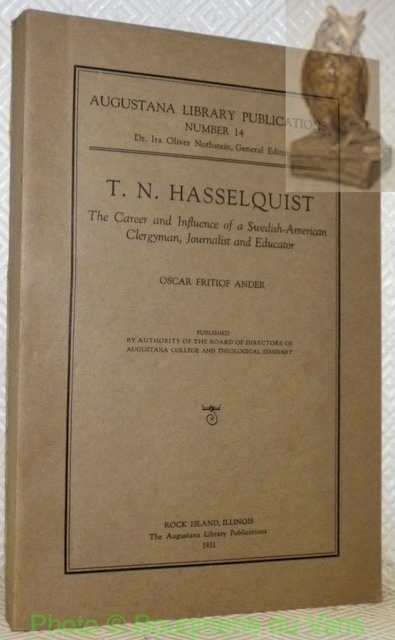 AUGUSTANA LIBRARY PUBLICATIONS
NUMBER 14
Dr. Ira Oliver Nothstein, General Editor
T. N. HASSELQUIST
The Career and Influence of a Swedish-American
Clergyman, Journalist and Educator
OSCAR FRITIOF ANDER
PUBLISHED
BY AUTHORITY OF THE BOARD OF DIRECTORS OF
AUGUSTANA COLLEGE AND THEOLOGICAL SEMINARY
ROCK ISLAND, ILLINOIS
The Augustana Library Publications
1931
Photo © Bouquinerie du Varis